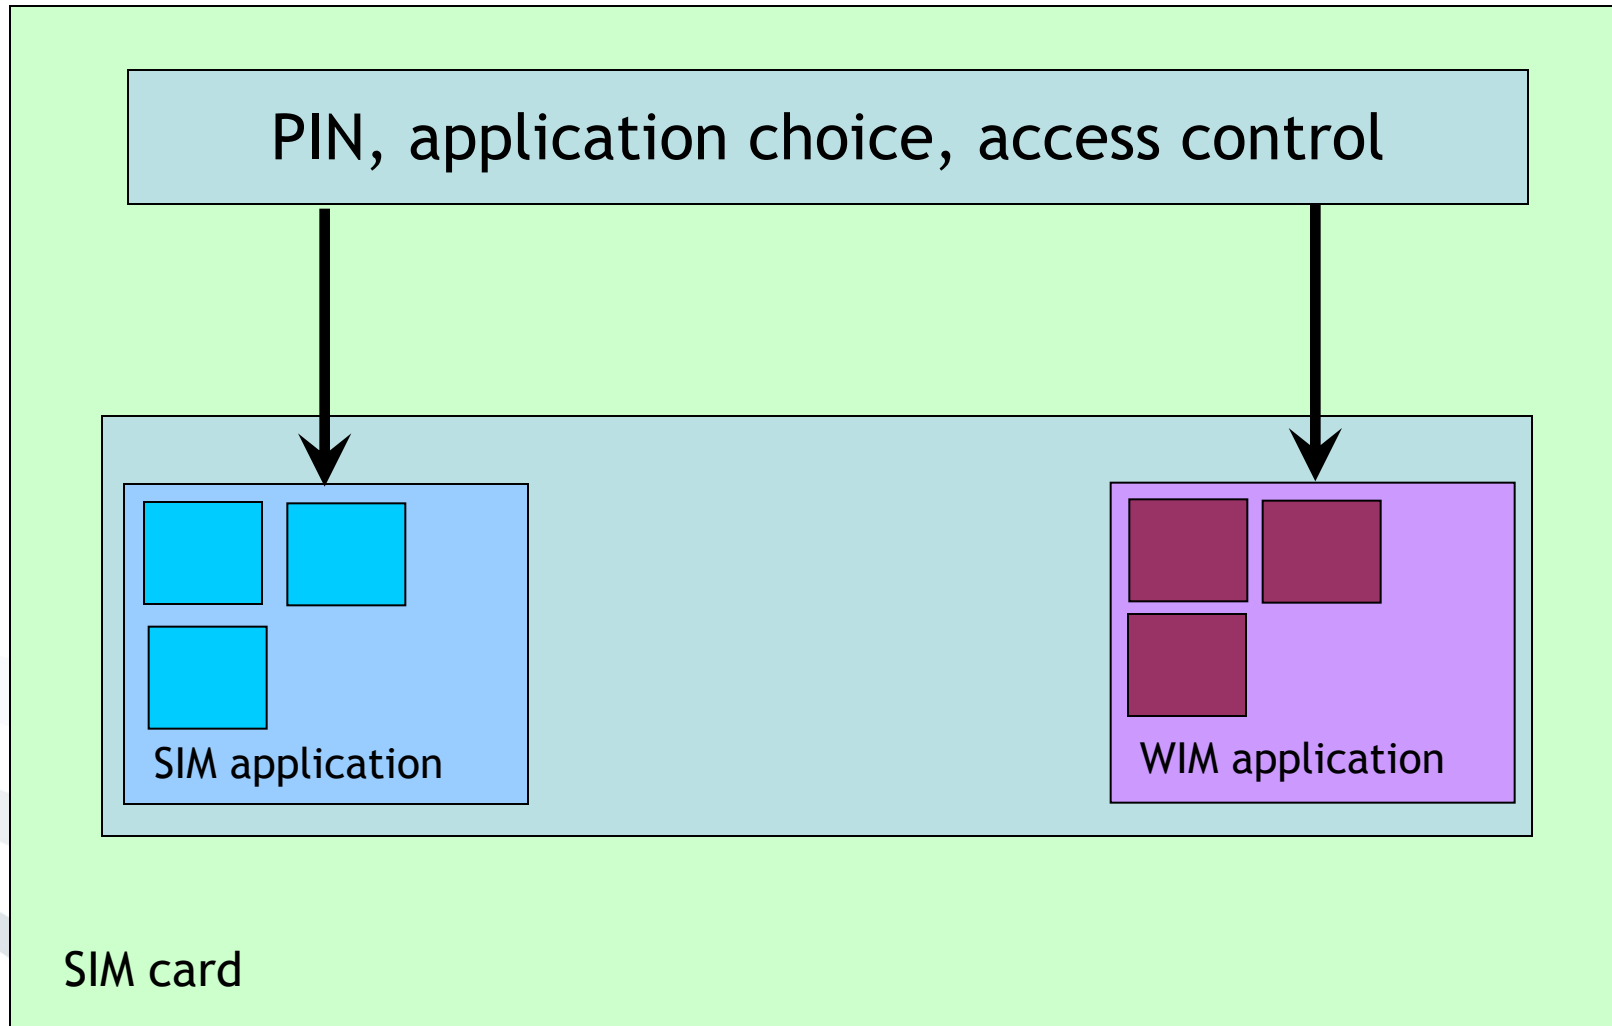 PIN, application choice, access control
SIM application
WIM application
SIM card